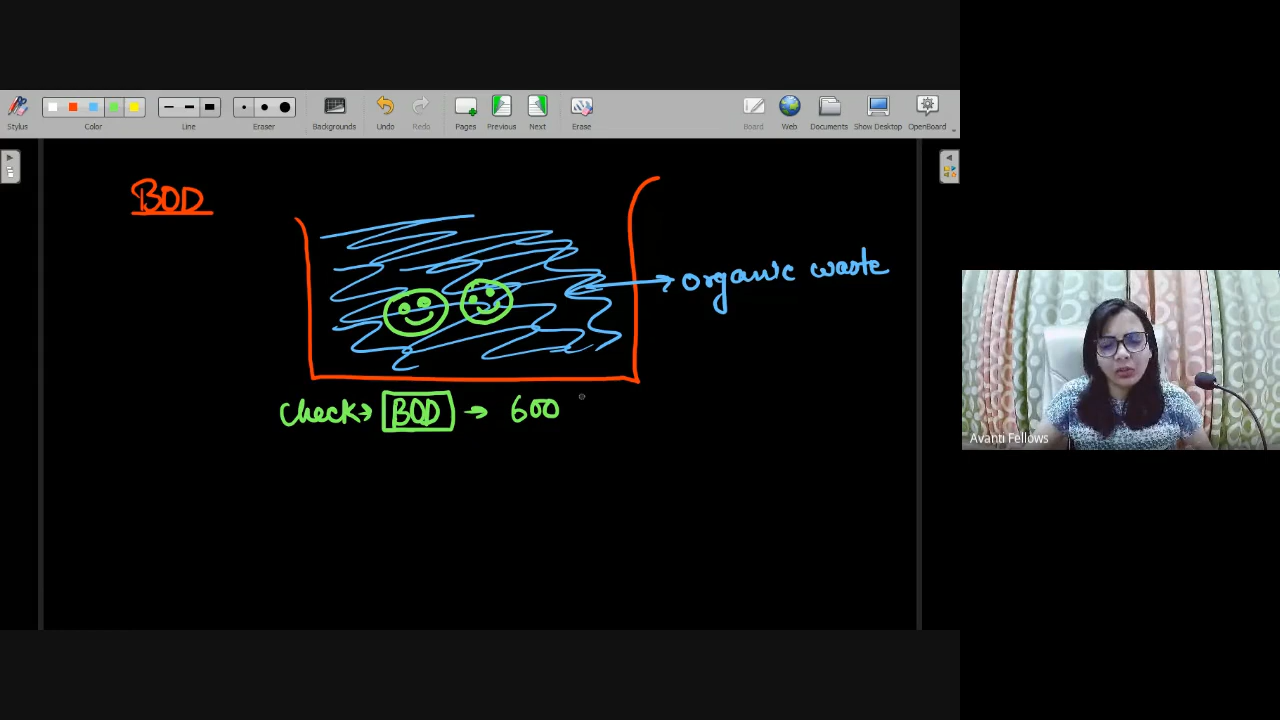 Stylus
Color
Line
Eraser
Backgrounds
Undo
Redo
Pages
Previous
Next
Erase
Board
Web
Documents
Show Desktop
OpenBoard
BOD
organic waste
Check → BOD → 600
Avanti Fellows